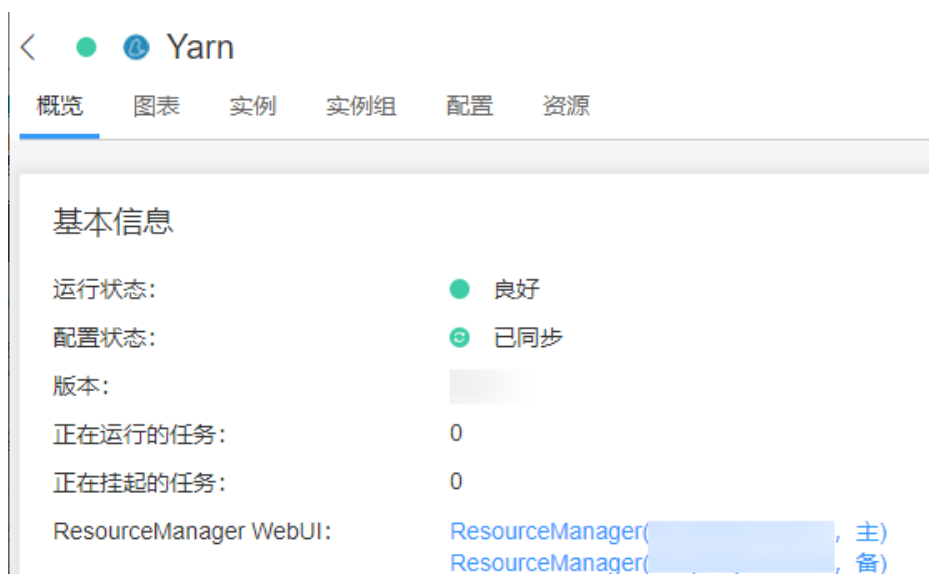 Yarn
概览 图表 实例 实例组 配置 资源
基本信息
运行状态: 良好
配置状态: 已同步
版本:
正在运行的任务: 0
正在挂起的任务: 0
ResourceManager WebUI: ResourceManager( , 主)
ResourceManager( , 备)